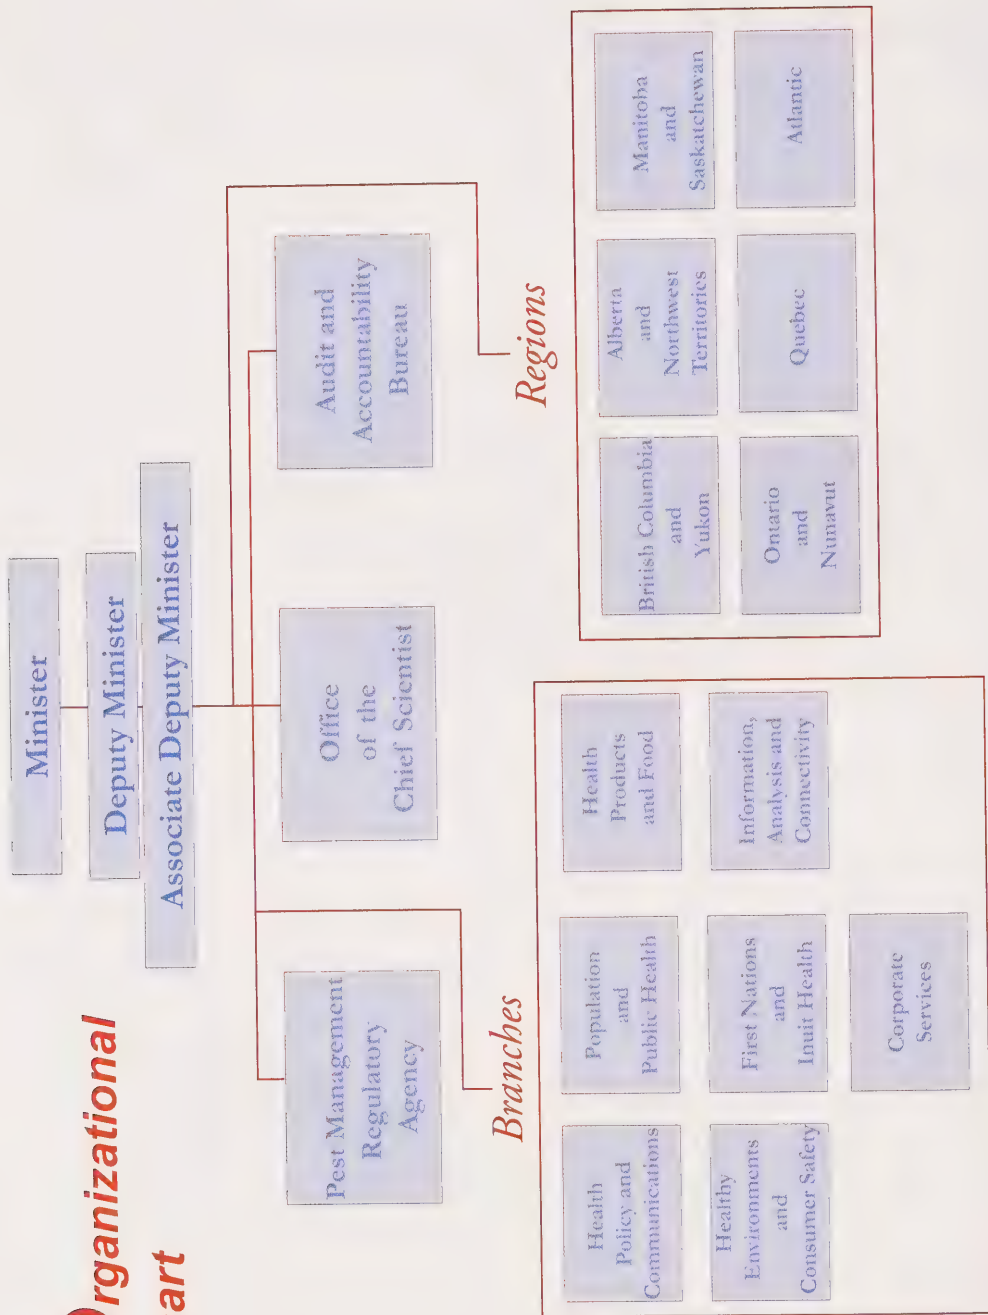 Organizational
art
Minister
Deputy Minister
Associate Deputy Minister
Pest Management
Regulatory
Agency
Office
of the
Chief Scientist
Audit and
Accountability
Bureau
Branches
Health
Policy and
Communications
Population
and
Public Health
Health
Products
and Food
Healthy
Environments
and
Consumer Safety
First Nations
and
Inuit Health
Information,
Analysis and
Connectivity
Corporate
Services
Regions
British Columbia
and
Yukon
Alberta
and
Northwest
Territories
Manitoba
and
Saskatchewan
Ontario
and
Nunavut
Quebec
Atlantic